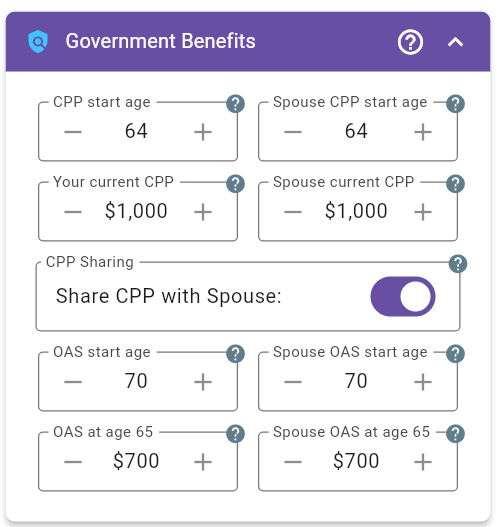 Government Benefits ?
CPP start age ? Spouse CPP start age ?
− 64 + − 64 +
Your current CPP ? Spouse current CPP ?
− $1,000 + − $1,000 +
CPP Sharing ?
Share CPP with Spouse:
OAS start age ? Spouse OAS start age ?
− 70 + − 70 +
OAS at age 65 ? Spouse OAS at age 65 ?
− $700 + − $700 +